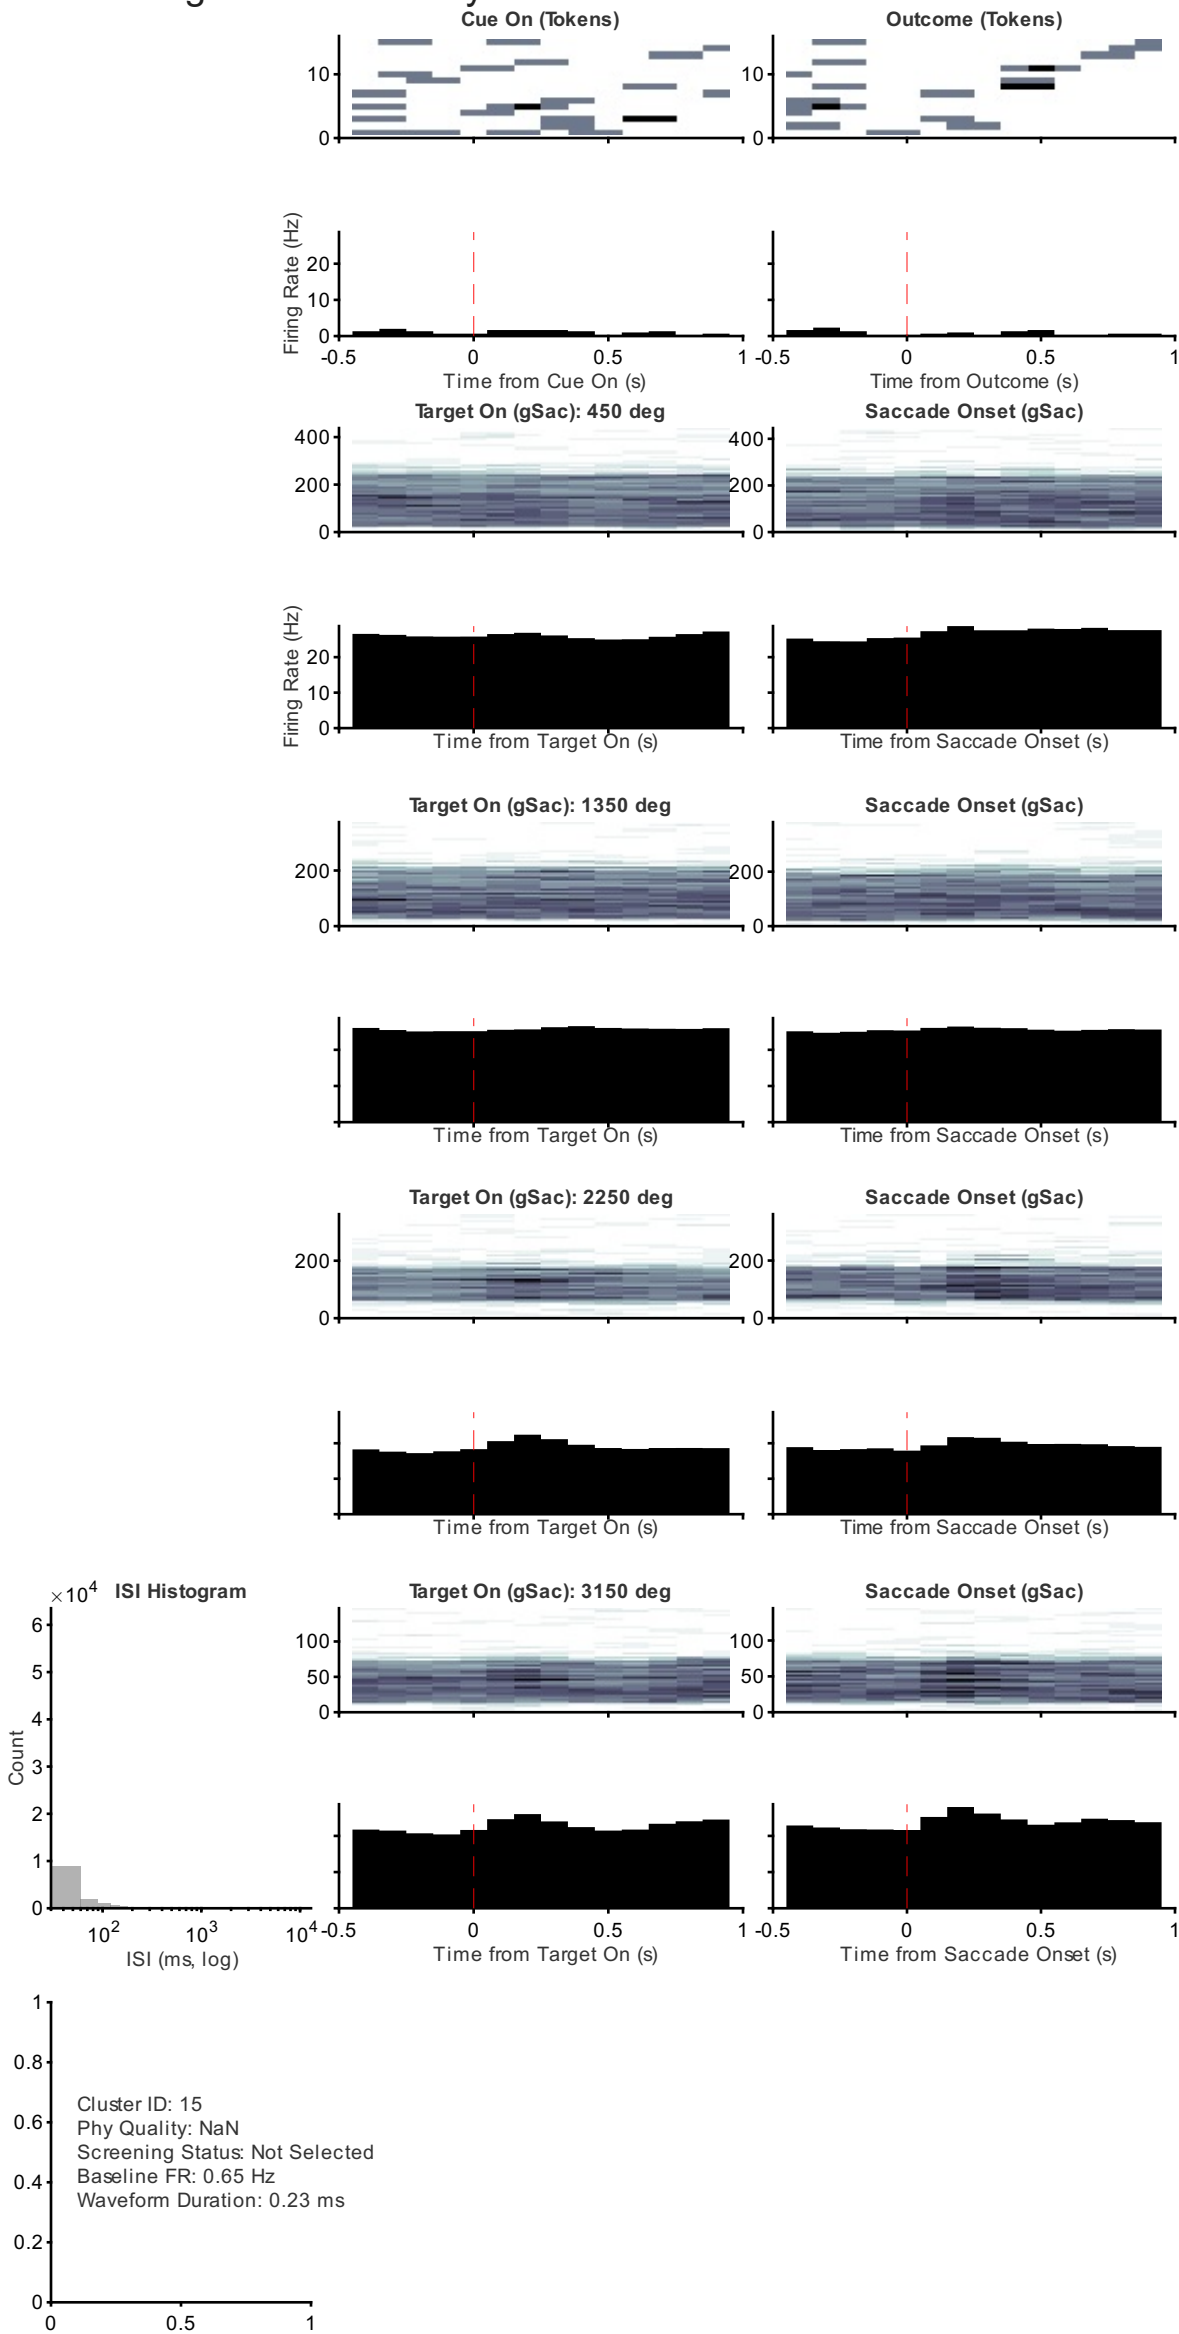 Cue On (Tokens)
Outcome (Tokens)
10
0
10
0
Firing Rate (Hz)
20
10
0
-0.5
0
0.5
1
-0.5
0
0.5
1
Time from Cue On (s)
Time from Outcome (s)
Target On (gSac): 450 deg
Saccade Onset (gSac)
400
200
0
400
200
0
Firing Rate (Hz)
20
10
0
Time from Target On (s)
Time from Saccade Onset (s)
Target On (gSac): 1350 deg
Saccade Onset (gSac)
200
0
200
0
Time from Target On (s)
Time from Saccade Onset (s)
Target On (gSac): 2250 deg
Saccade Onset (gSac)
200
0
200
0
Time from Target On (s)
Time from Saccade Onset (s)
×10^4
ISI Histogram
Target On (gSac): 3150 deg
Saccade Onset (gSac)
6
5
4
3
2
1
0
Count
100
50
0
100
50
0
10^2
10^3
10^4
ISI (ms, log)
-0.5
0
0.5
1
-0.5
0
0.5
1
Time from Target On (s)
Time from Saccade Onset (s)
1
0.8
0.6
0.4
0.2
0
Cluster ID: 15
Phy Quality: NaN
Screening Status: Not Selected
Baseline FR: 0.65 Hz
Waveform Duration: 0.23 ms
0
0.5
1